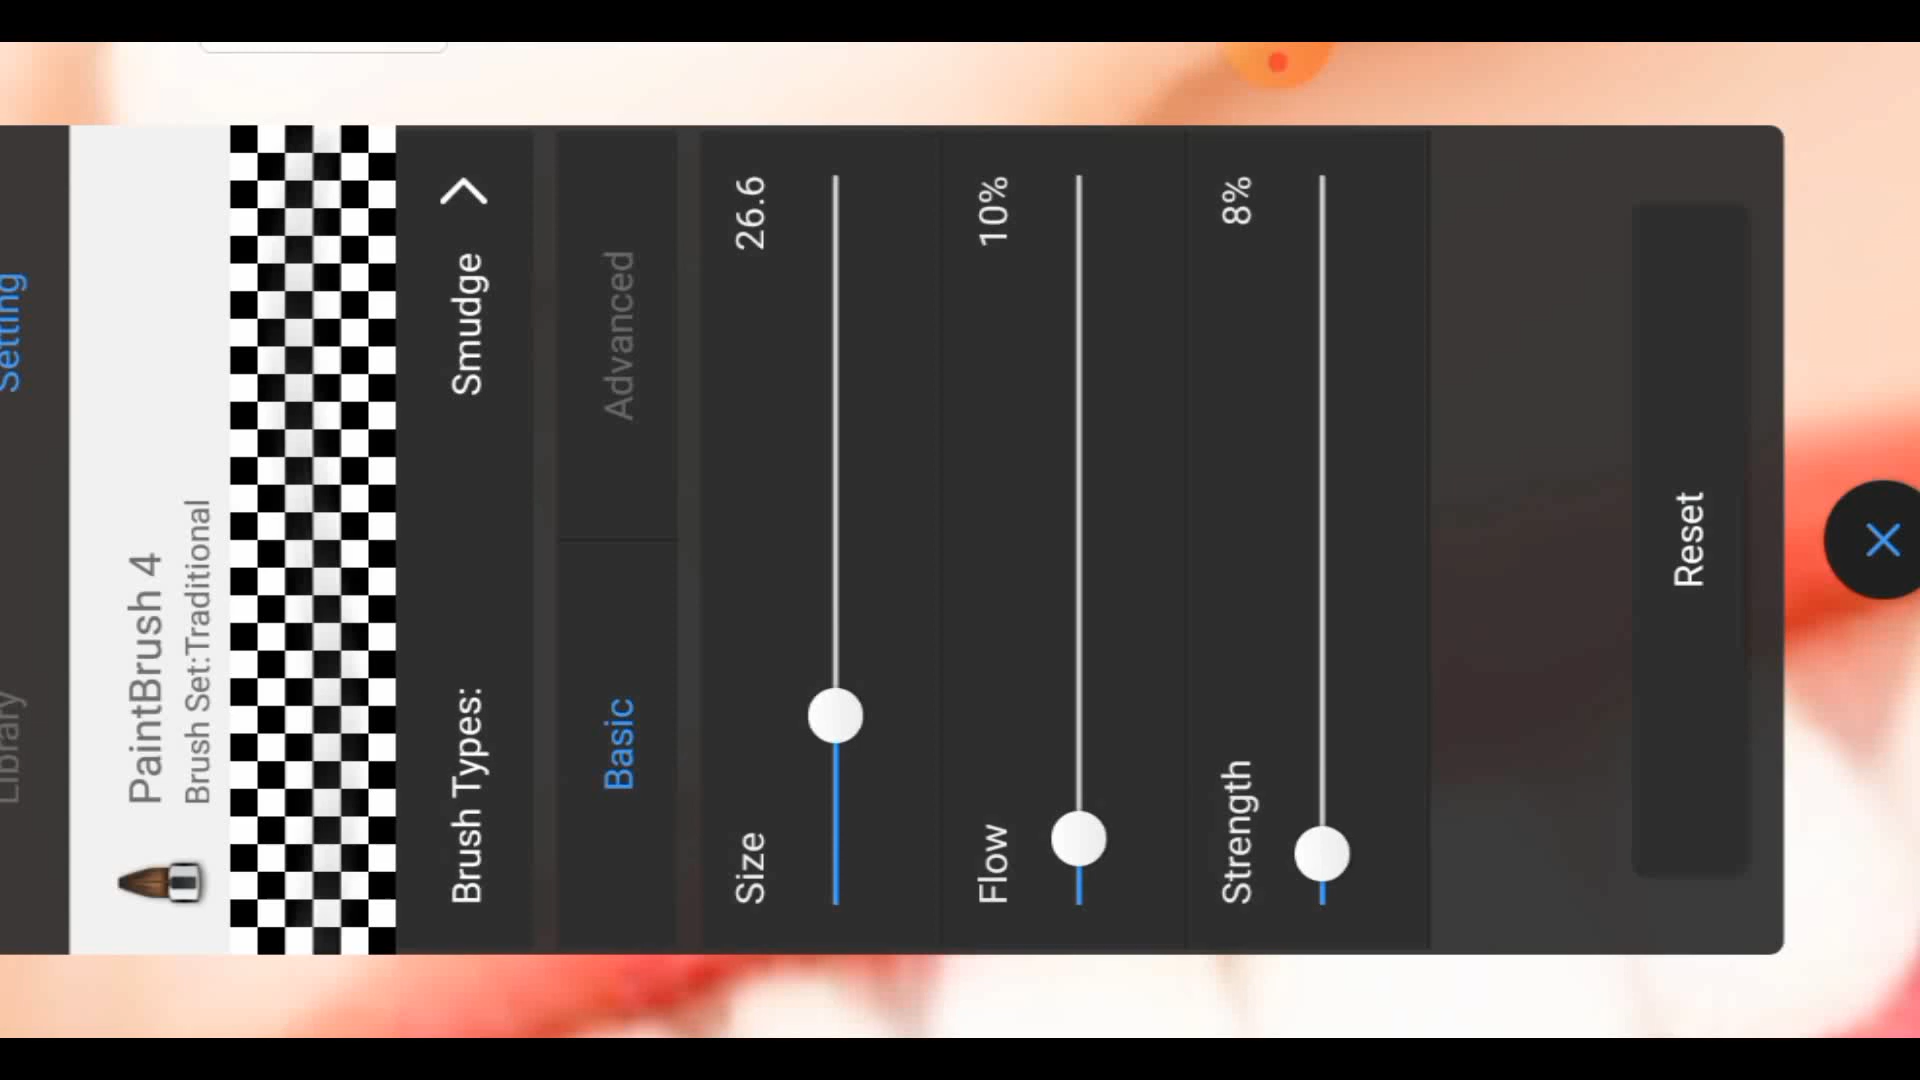 Library Setting
PaintBrush 4
Brush Set:Traditional
Brush Types: Smudge
Basic Advanced
Size 26.6
Flow 10%
Strength 8%
Reset